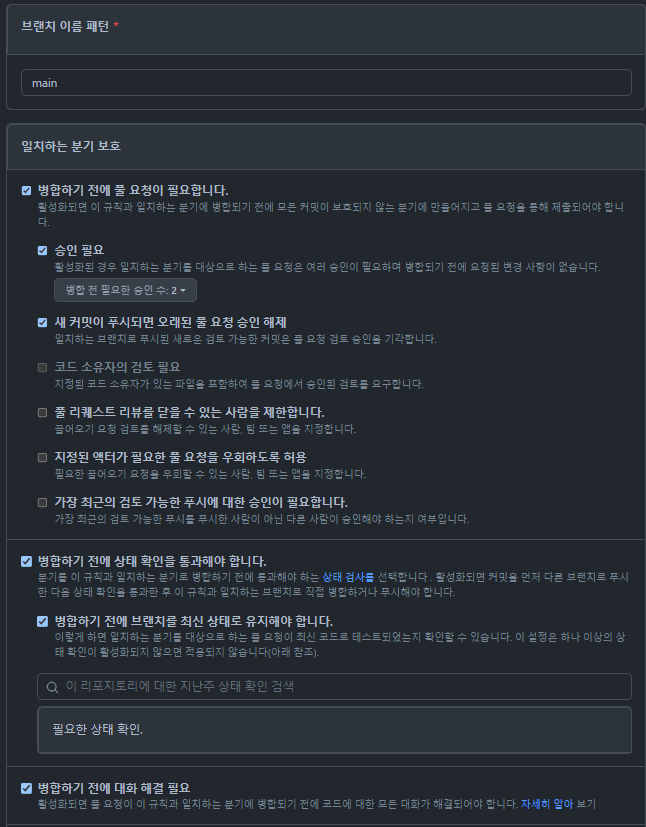 브랜치 이름 패턴 *
main
일치하는 분기 보호
병합하기 전에 풀 요청이 필요합니다.
활성화되면 이 규칙과 일치하는 분기에 병합되기 전에 모든 커밋이 보호되지 않는 분기에 만들어지고 풀 요청을 통해 제출되어야 합니
다.
승인 필요
활성화된 경우 일치하는 분기를 대상으로 하는 풀 요청은 여러 승인이 필요하며 병합되기 전에 요청된 변경 사항이 없습니다.
병합 전 필요한 승인 수: 2
새 커밋이 푸시되면 오래된 풀 요청 승인 해제
일치하는 브랜치로 푸시된 새로운 검토 가능한 커밋은 풀 요청 검토 승인을 기각합니다.
코드 소유자의 검토 필요
지정된 코드 소유자가 있는 파일을 포함하여 풀 요청에서 승인된 검토를 요구합니다.
풀 리퀘스트 리뷰를 닫을 수 있는 사람을 제한합니다.
끌어오기 요청 검토를 해제할 수 있는 사람, 팀 또는 앱을 지정합니다.
지정된 액터가 필요한 풀 요청을 우회하도록 허용
필요한 끌어오기 요청을 우회할 수 있는 사람, 팀 또는 앱을 지정합니다.
가장 최근의 검토 가능한 푸시에 대한 승인이 필요합니다.
가장 최근의 검토 가능한 푸시를 푸시한 사람이 아닌 다른 사람이 승인해야 하는지 여부입니다.
병합하기 전에 상태 확인을 통과해야 합니다.
분기를 이 규칙과 일치하는 분기로 병합하기 전에 통과해야 하는 상태 검사를 선택합니다 . 활성화되면 커밋을 먼저 다른 브랜치로 푸시
한 다음 상태 확인을 통과한 후 이 규칙과 일치하는 브랜치로 직접 병합하거나 푸시해야 합니다.
병합하기 전에 브랜치를 최신 상태로 유지해야 합니다.
이렇게 하면 일치하는 분기를 대상으로 하는 풀 요청이 최신 코드로 테스트되었는지 확인할 수 있습니다. 이 설정은 하나 이상의 상
태 확인이 활성화되지 않으면 적용되지 않습니다(아래 참조).
이 리포지토리에 대한 지난주 상태 확인 검색
필요한 상태 확인.
병합하기 전에 대화 해결 필요
활성화되면 풀 요청이 이 규칙과 일치하는 분기에 병합되기 전에 코드에 대한 모든 대화가 해결되어야 합니다. 자세히 알아 보기